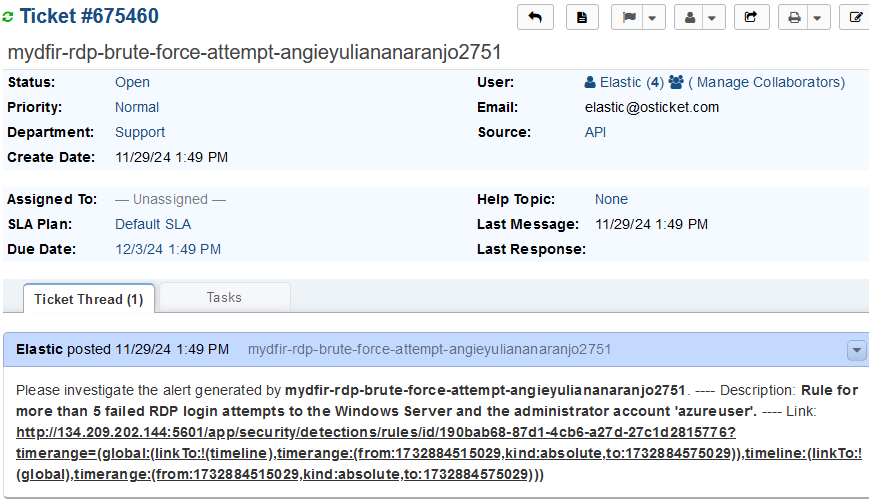 Ticket #675460
mydfir-rdp-brute-force-attempt-angieyuliananaranjo2751
Status: Open User: Elastic (4) ( Manage Collaborators)
Priority: Normal Email: elastic@osticket.com
Department: Support Source: API
Create Date: 11/29/24 1:49 PM
Assigned To: — Unassigned — Help Topic: None
SLA Plan: Default SLA Last Message: 11/29/24 1:49 PM
Due Date: 12/3/24 1:49 PM Last Response:
Ticket Thread (1) Tasks
Elastic posted 11/29/24 1:49 PM mydfir-rdp-brute-force-attempt-angieyuliananaranjo2751
Please investigate the alert generated by mydfir-rdp-brute-force-attempt-angieyuliananaranjo2751. ---- Description: Rule for
more than 5 failed RDP login attempts to the Windows Server and the administrator account 'azureuser'. ---- Link:
http://134.209.202.144:5601/app/security/detections/rules/id/190bab68-87d1-4cb6-a27d-27c1d2815776?
timerange=(global:(linkTo:!(timeline),timerange:(from:1732884515029,kind:absolute,to:1732884575029)),timeline:(linkTo:!
(global),timerange:(from:1732884515029,kind:absolute,to:1732884575029)))